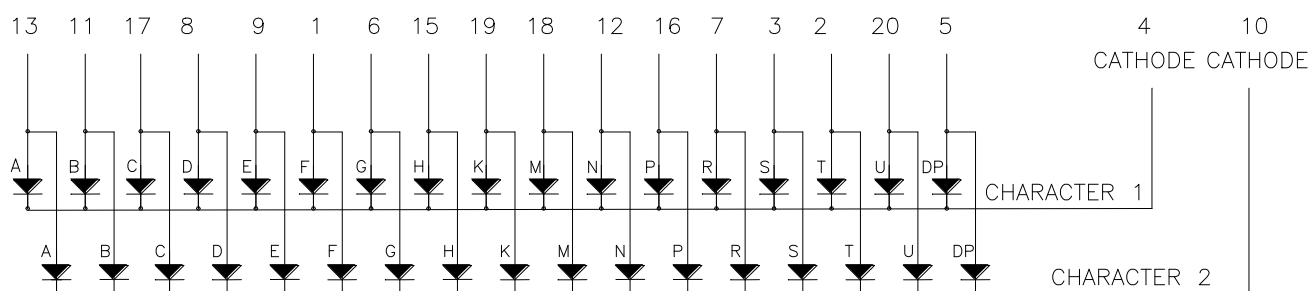 13 11 17 8 9 1 6 15 19 18 12 16 7 3 2 20 5 4 10
CATHODE CATHODE
A B C D E F G H K M N P R S T U DP
CHARACTER 1
A B C D E F G H K M N P R S T U DP
CHARACTER 2